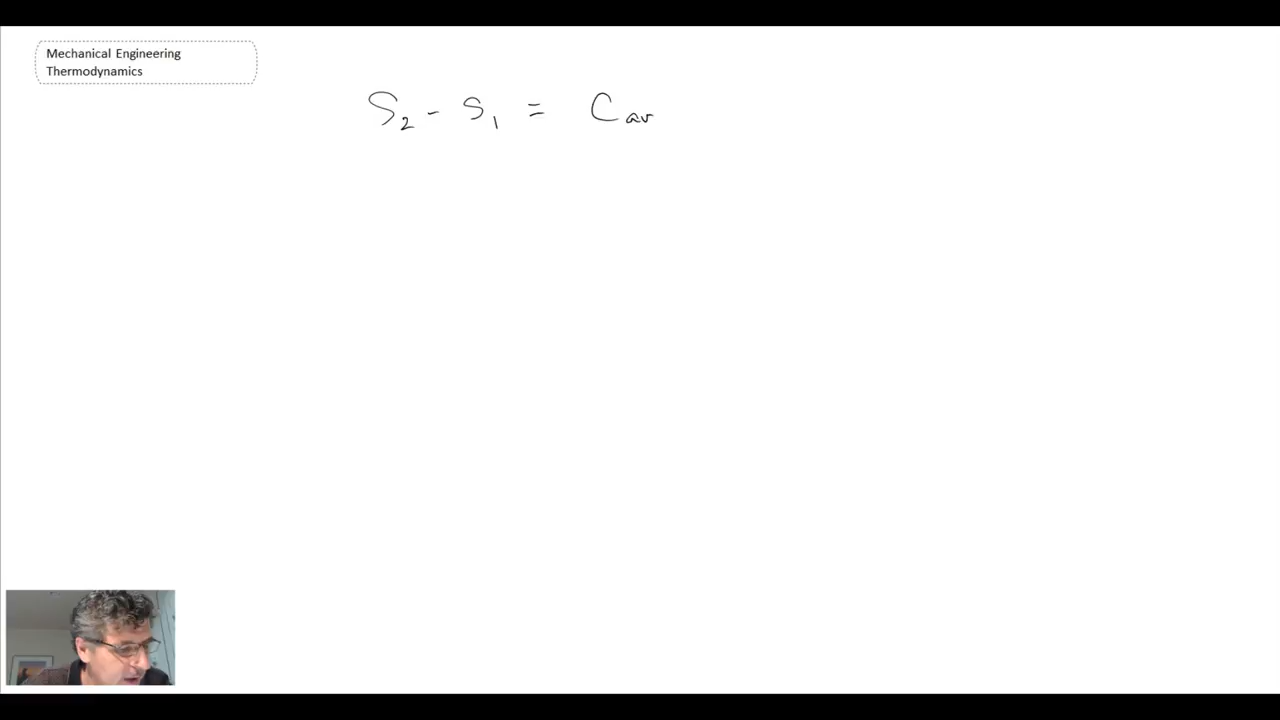 Mechanical Engineering
Thermodynamics
S₂ - S₁ = Cav